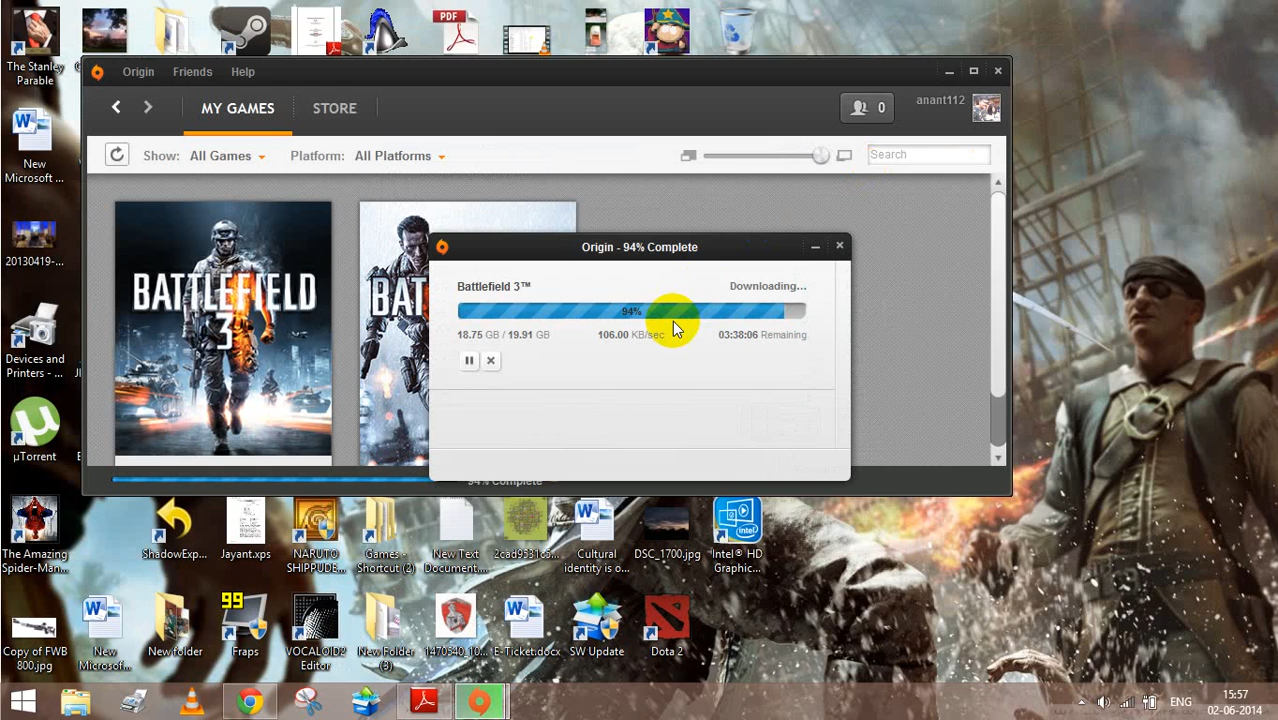 PDF
The Stanley
Parable
Origin
Friends
Help
MY GAMES
STORE
0
anant112
Show:
All Games
Platform:
All Platforms
Search
New
Microsoft ...
20130419-...
Devices and
Printers - ...
µTorrent
BATTLEFIELD
3
Origin - 94% Complete
Battlefield 3™
Downloading...
94%
18.75 GB / 19.91 GB
106.00 KB/sec
03:38:06 Remaining
94% Complete
The Amazing
Spider-Man...
ShadowExp...
Jayant.xps
NARUTO
SHIPPUDE...
Games -
Shortcut (2)
New Text
Document,...
Cultural
identity is o...
DSC_1700.jpg
Intel® HD
Graphic...
intel
Copy of FWB
800.jpg
New
Microsof...
New folder
99
Fraps
VOCALOID2
Editor
New Folder
(3)
1470540_10...
E-Ticket.docx
SW Update
Dota 2
ENG
15:57
02-06-2014